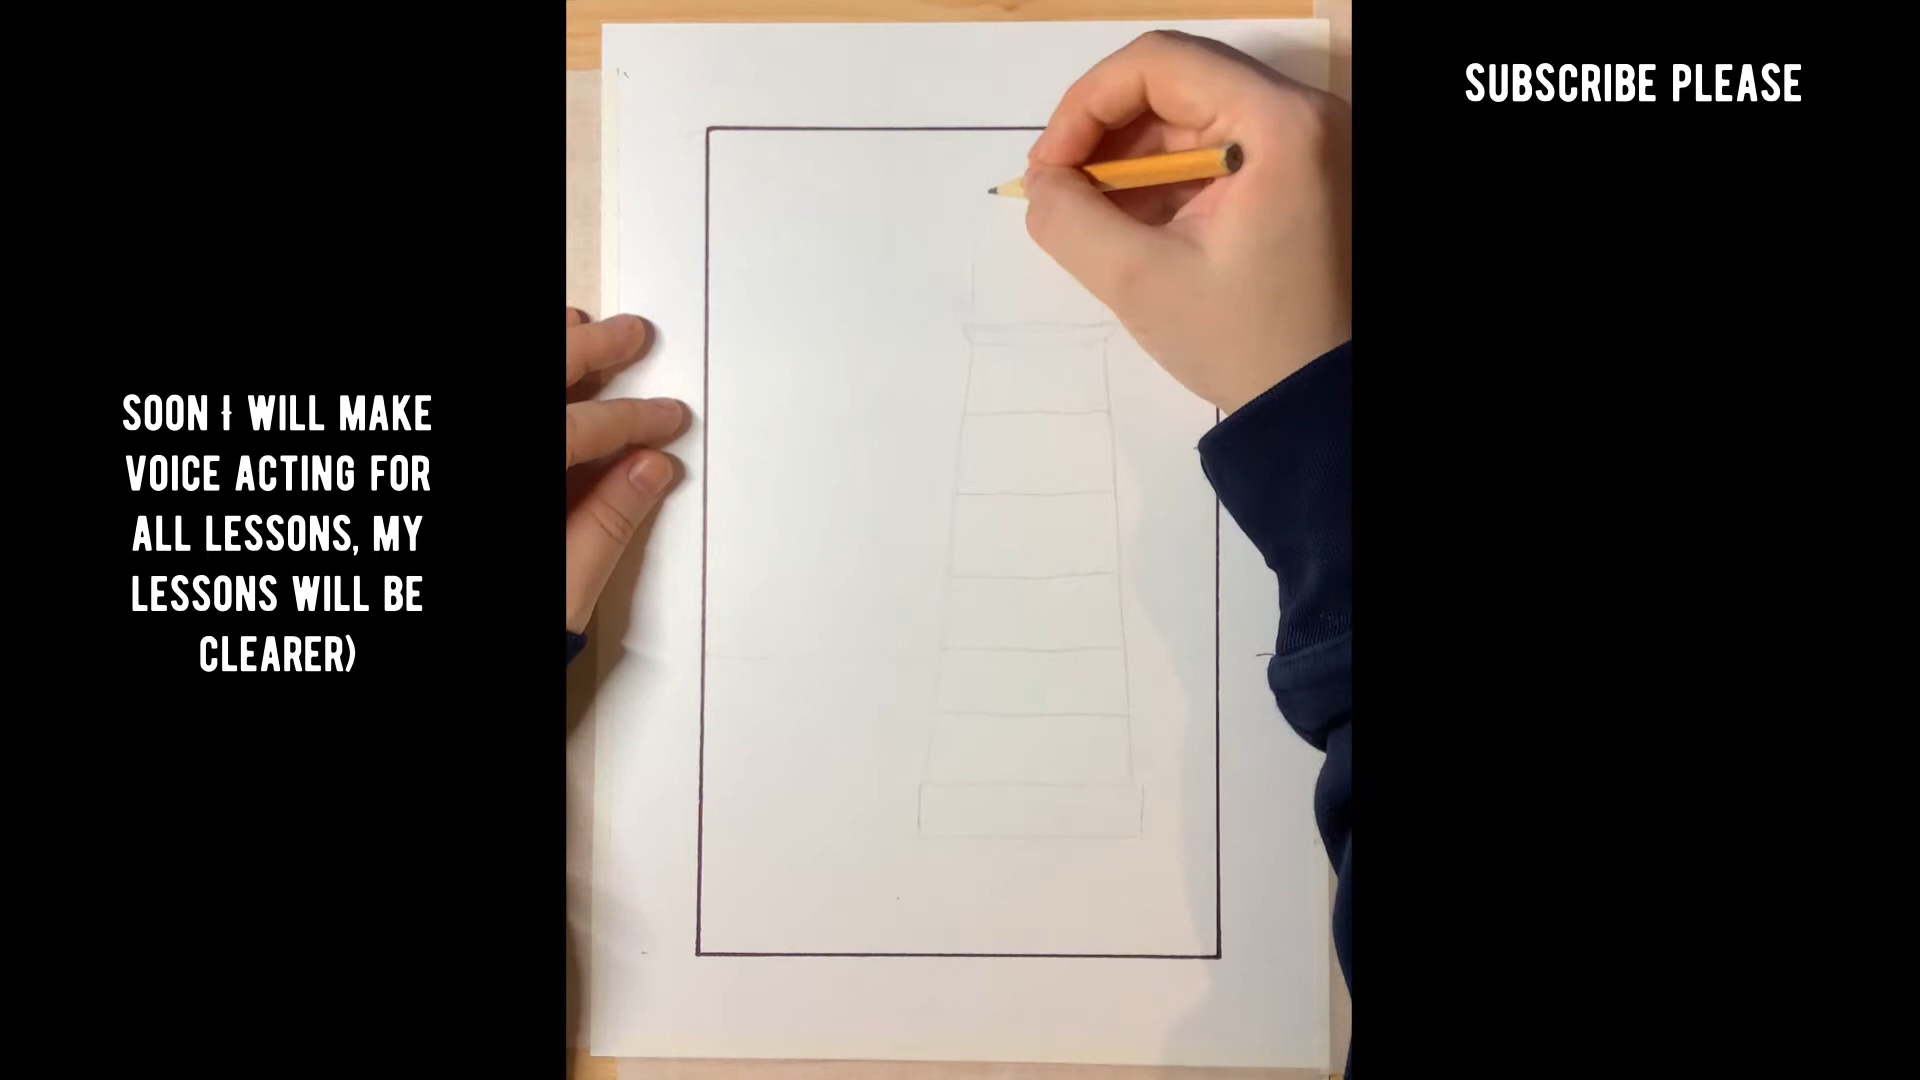 SUBSCRIBE PLEASE
SOON I WILL MAKE
VOICE ACTING FOR
ALL LESSONS, MY
LESSONS WILL BE
CLEARER)